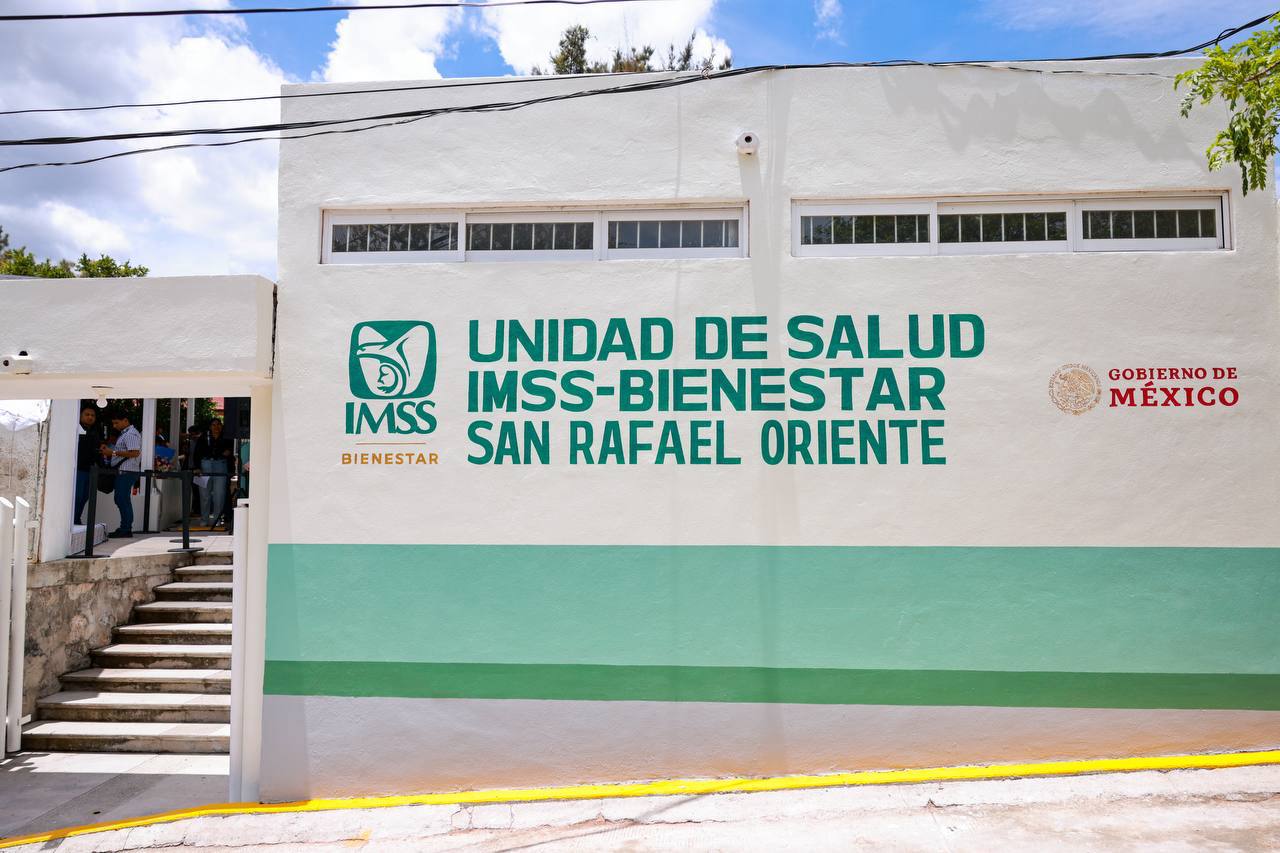 IMSS
BIENESTAR
UNIDAD DE SALUD
IMSS-BIENESTAR
SAN RAFAEL ORIENTE
GOBIERNO DE
MÉXICO